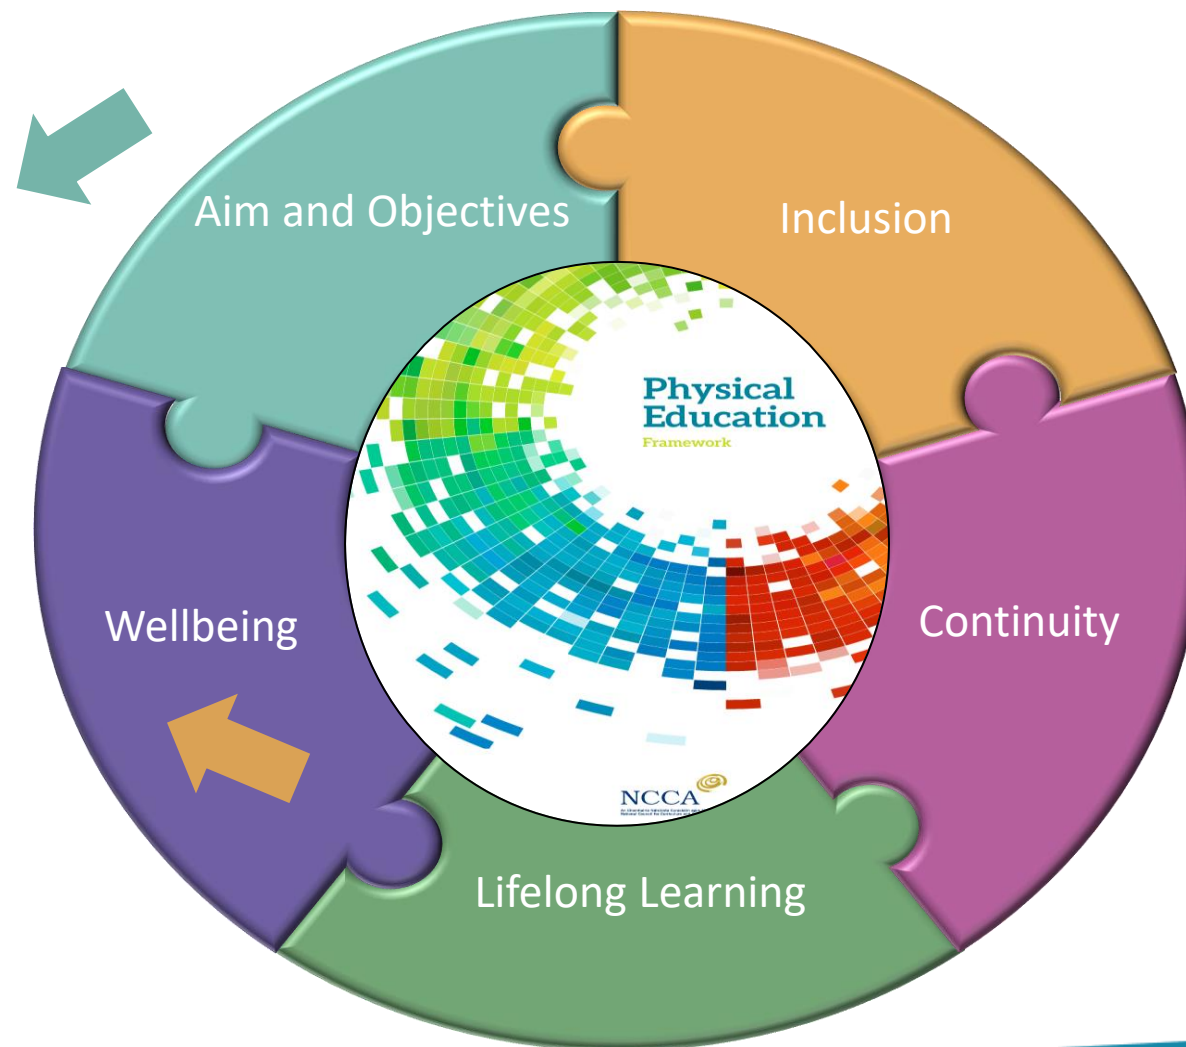 Aim and Objectives
Inclusion
Physical
Education
Framework
Wellbeing
Continuity
NCCA
Lifelong Learning